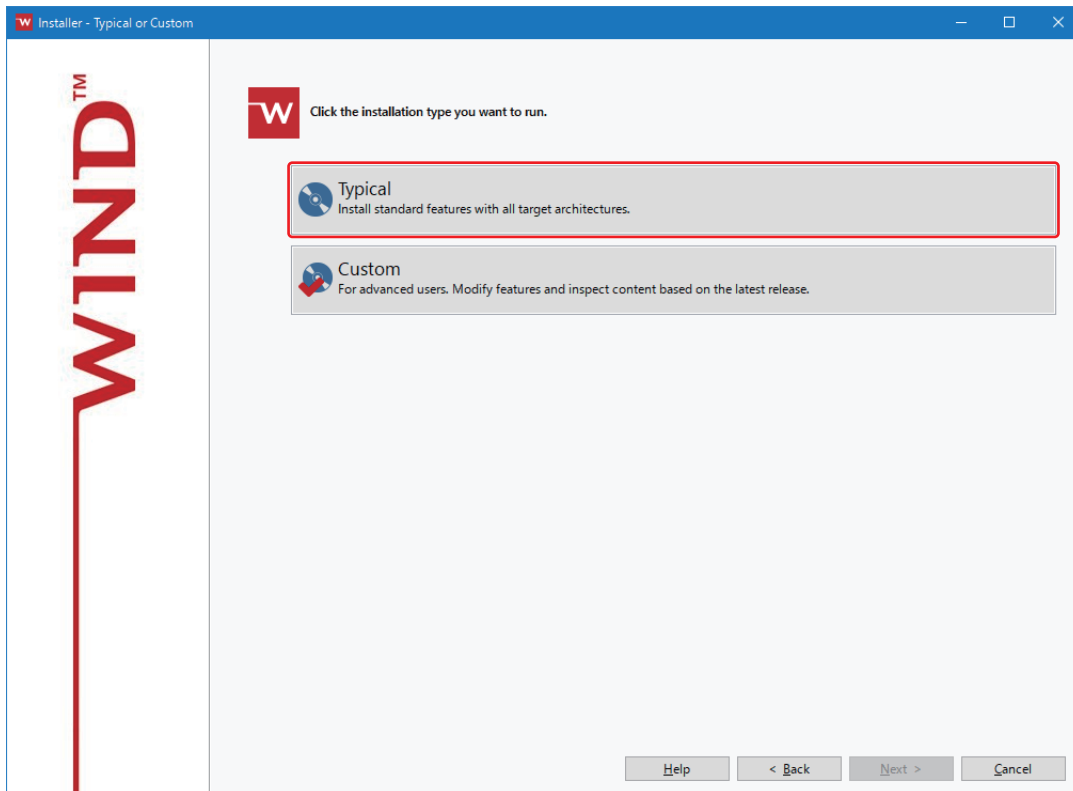 Installer - Typical or Custom
WIND™
Click the installation type you want to run.
Typical
Install standard features with all target architectures.
Custom
For advanced users. Modify features and inspect content based on the latest release.
Help
< Back
Next >
Cancel